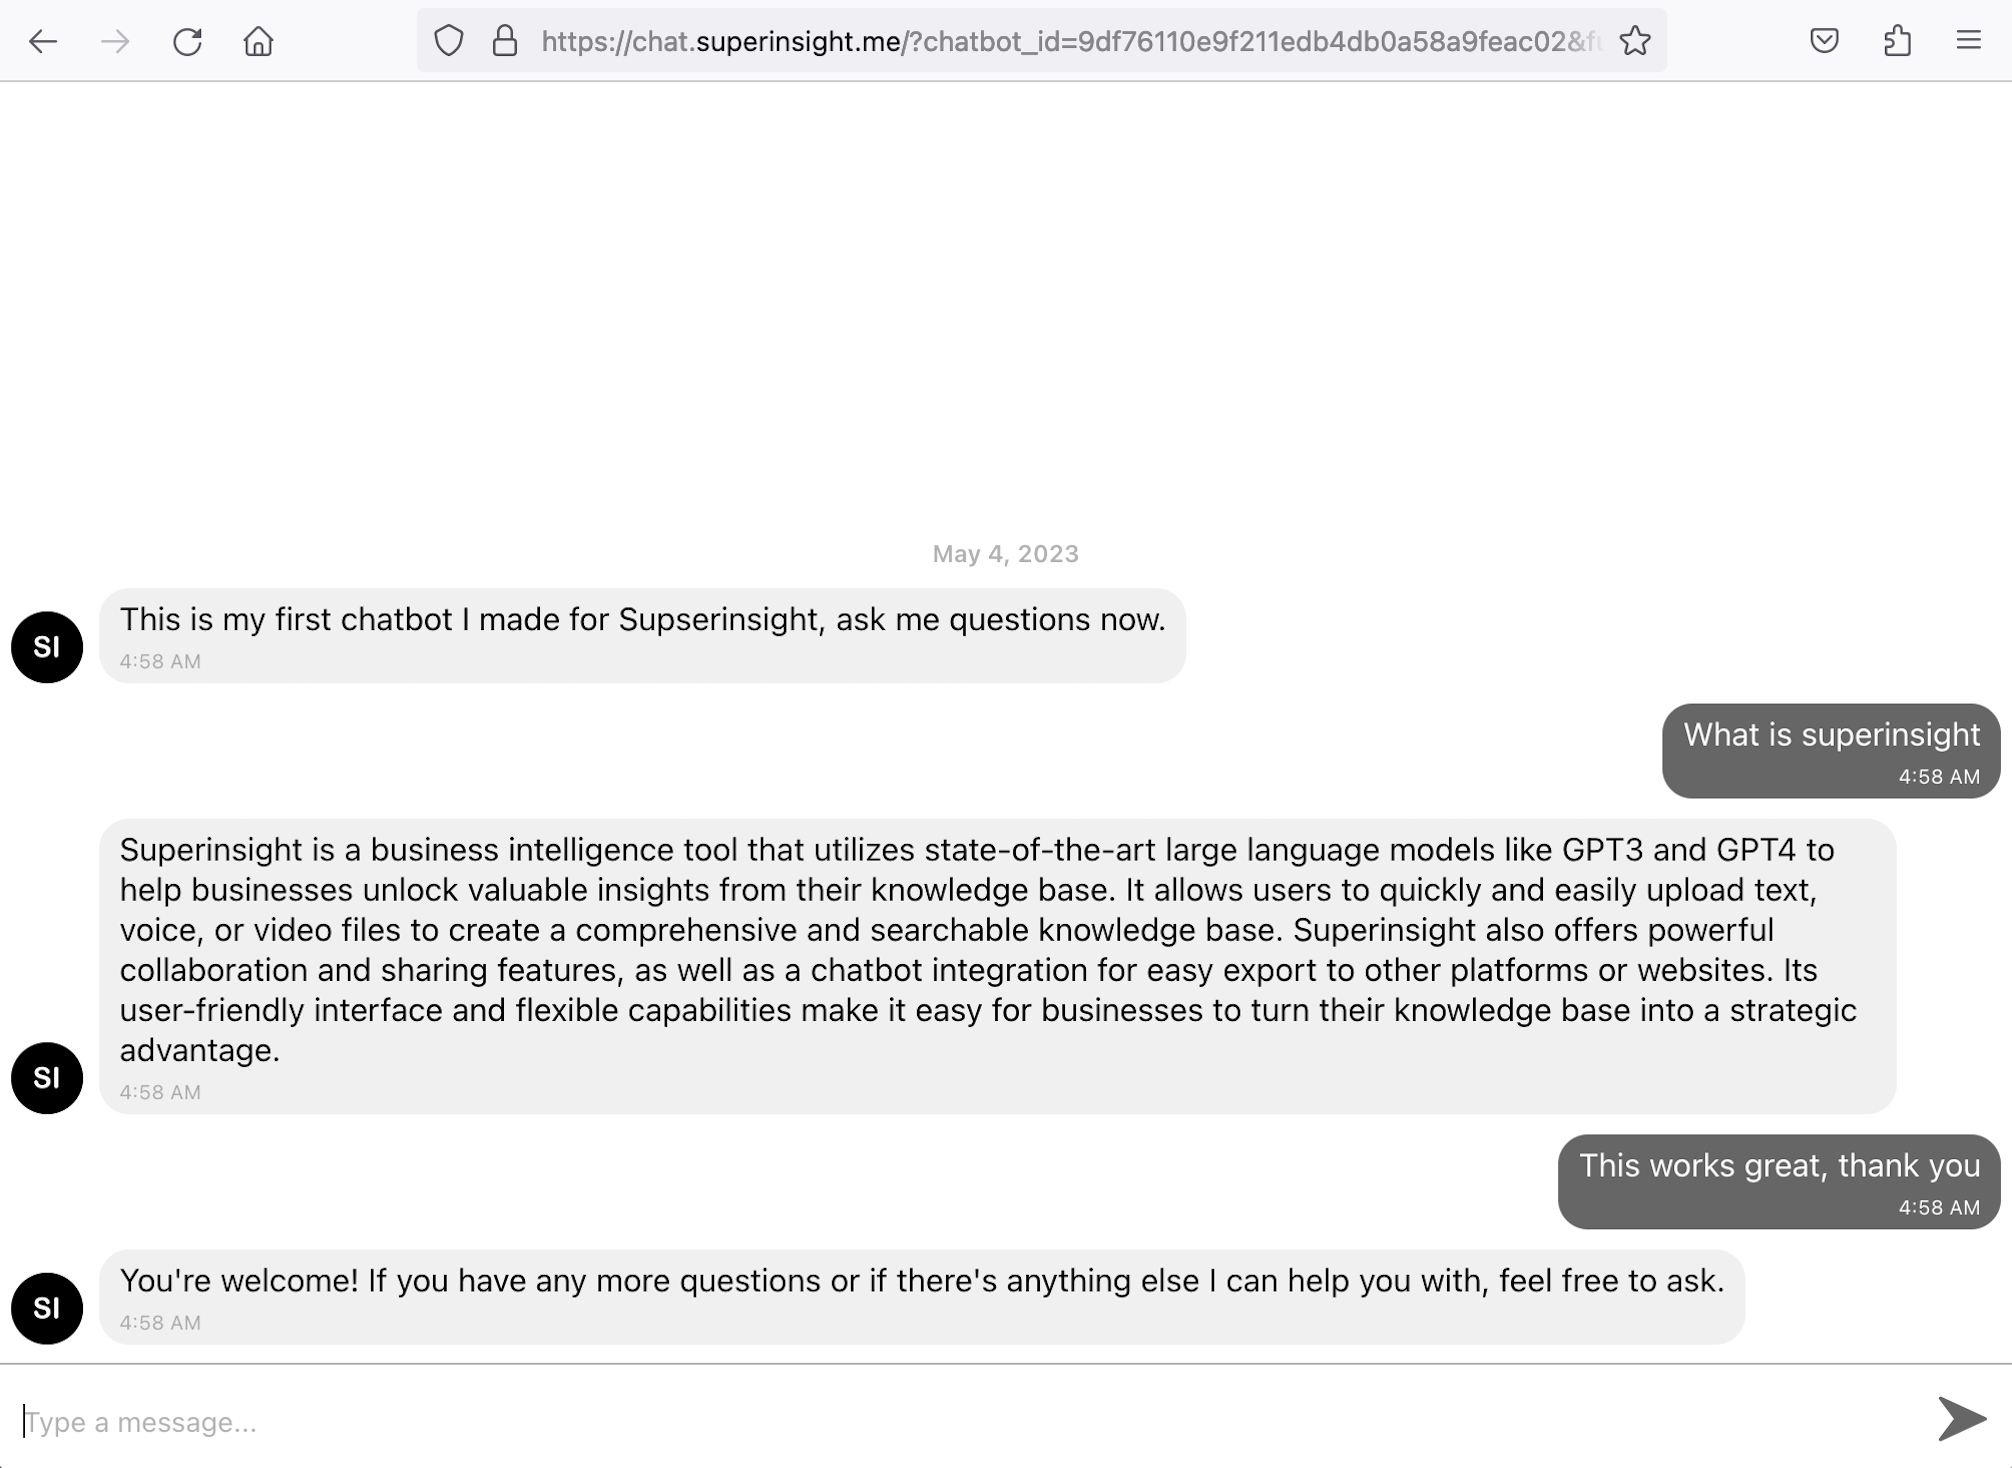 https://chat.superinsight.me/?chatbot_id=9df76110e9f211edb4db0a58a9feac02&fu
May 4, 2023
This is my first chatbot I made for Supserinsight, ask me questions now.
SI
4:58 AM
What is superinsight
4:58 AM
Superinsight is a business intelligence tool that utilizes state-of-the-art large language models like GPT3 and GPT4 to
help businesses unlock valuable insights from their knowledge base. It allows users to quickly and easily upload text,
voice, or video files to create a comprehensive and searchable knowledge base. Superinsight also offers powerful
collaboration and sharing features, as well as a chatbot integration for easy export to other platforms or websites. Its
user-friendly interface and flexible capabilities make it easy for businesses to turn their knowledge base into a strategic
advantage.
SI
4:58 AM
This works great, thank you
4:58 AM
You're welcome! If you have any more questions or if there's anything else I can help you with, feel free to ask.
SI
4:58 AM
Type a message...